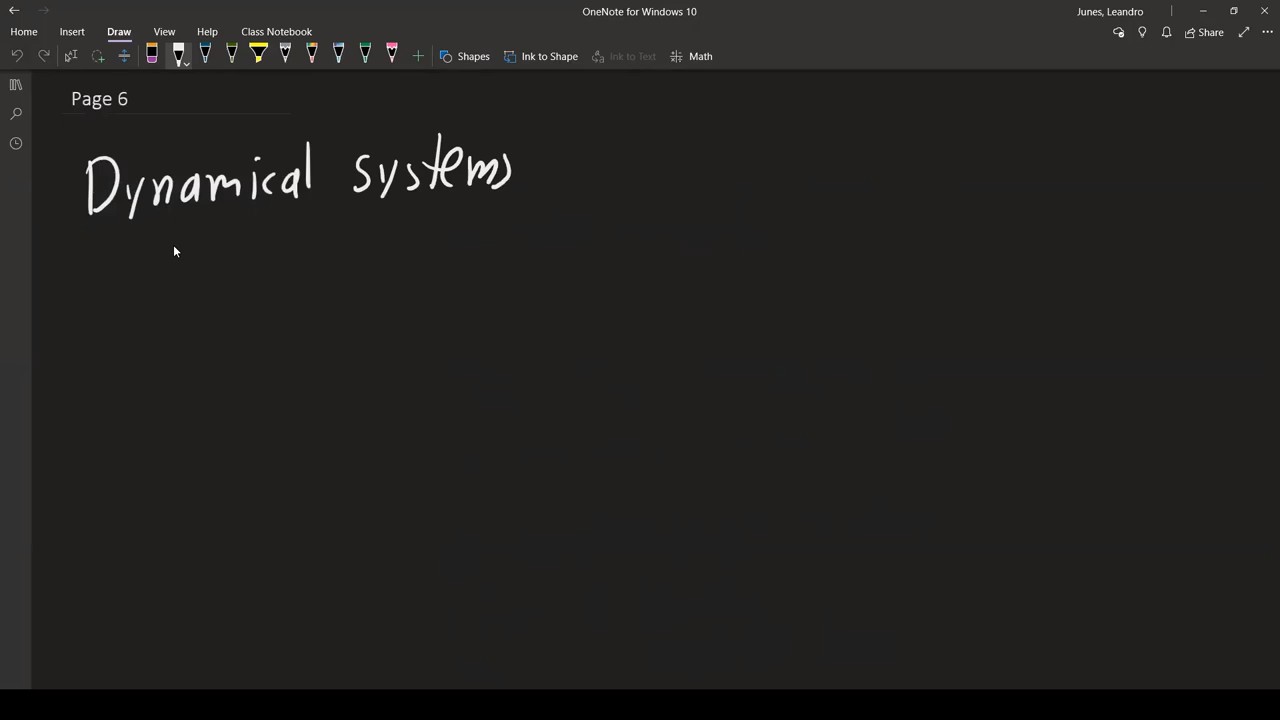 OneNote for Windows 10
Junes, Leandro
Home Insert Draw View Help Class Notebook
Share
Shapes Ink to Shape Ink to Text Math
Page 6
Dynamical systems